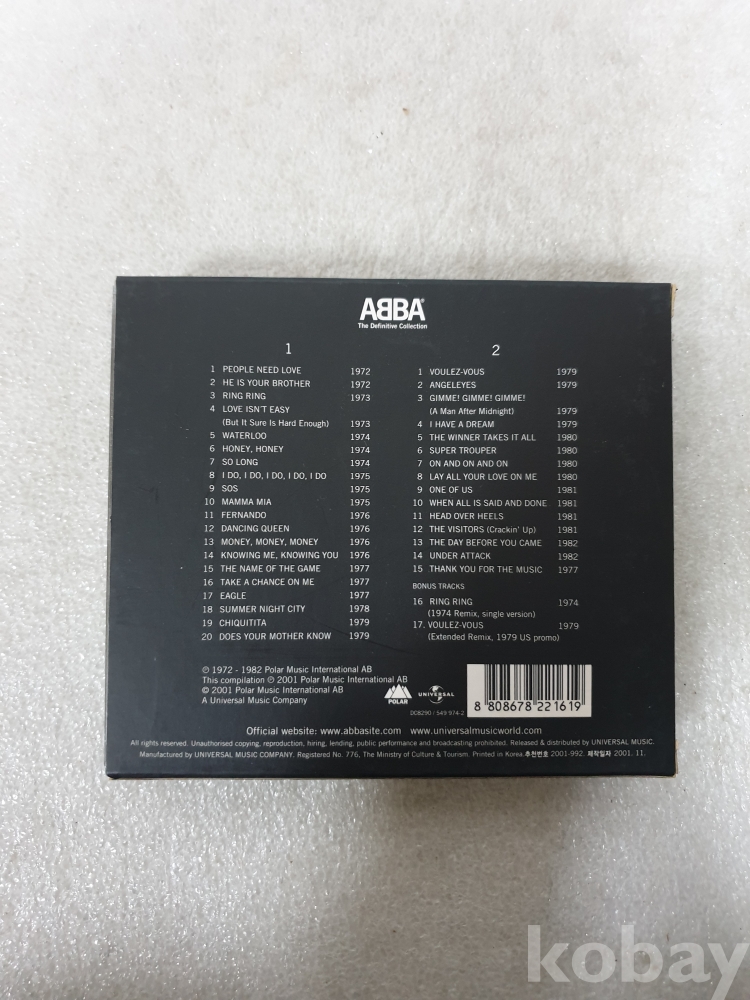 ABBA®
The Definitive Collection
1
1 PEOPLE NEED LOVE 1972
2 HE IS YOUR BROTHER 1972
3 RING RING 1973
4 LOVE ISN'T EASY
(But It Sure Is Hard Enough) 1973
5 WATERLOO 1974
6 HONEY, HONEY 1974
7 SO LONG 1974
8 I DO, I DO, I DO, I DO, I DO 1975
9 SOS 1975
10 MAMMA MIA 1975
11 FERNANDO 1976
12 DANCING QUEEN 1976
13 MONEY, MONEY, MONEY 1976
14 KNOWING ME, KNOWING YOU 1976
15 THE NAME OF THE GAME 1977
16 TAKE A CHANCE ON ME 1977
17 EAGLE 1977
18 SUMMER NIGHT CITY 1978
19 CHIQUITITA 1979
20 DOES YOUR MOTHER KNOW 1979
2
1 VOULEZ-VOUS 1979
2 ANGELEYES 1979
3 GIMME! GIMME! GIMME!
(A Man After Midnight) 1979
4 I HAVE A DREAM 1979
5 THE WINNER TAKES IT ALL 1980
6 SUPER TROUPER 1980
7 ON AND ON AND ON 1980
8 LAY ALL YOUR LOVE ON ME 1980
9 ONE OF US 1981
10 WHEN ALL IS SAID AND DONE 1981
11 HEAD OVER HEELS 1981
12 THE VISITORS (Crackin' Up) 1981
13 THE DAY BEFORE YOU CAME 1982
14 UNDER ATTACK 1982
15 THANK YOU FOR THE MUSIC 1977
BONUS TRACKS
16 RING RING 1974
(1974 Remix, single version)
17. VOULEZ-VOUS 1979
(Extended Remix, 1979 US promo)
℗ 1972 - 1982 Polar Music International AB
This compilation ℗ 2001 Polar Music International AB
© 2001 Polar Music International AB
A Universal Music Company
POLAR
UNIVERSAL
DC8290 / 549 974-2
8 808678 221619
Official website: www.abbasite.com www.universalmusicworld.com
All rights reserved. Unauthorised copying, reproduction, hiring, lending, public performance and broadcasting prohibited. Released & distributed by UNIVERSAL MUSIC.
Manufactured by UNIVERSAL MUSIC COMPANY. Registered No. 776, The Ministry of Culture & Tourism. Printed in Korea. 추천번호 2001-992. 제작일자 2001. 11.
kobay